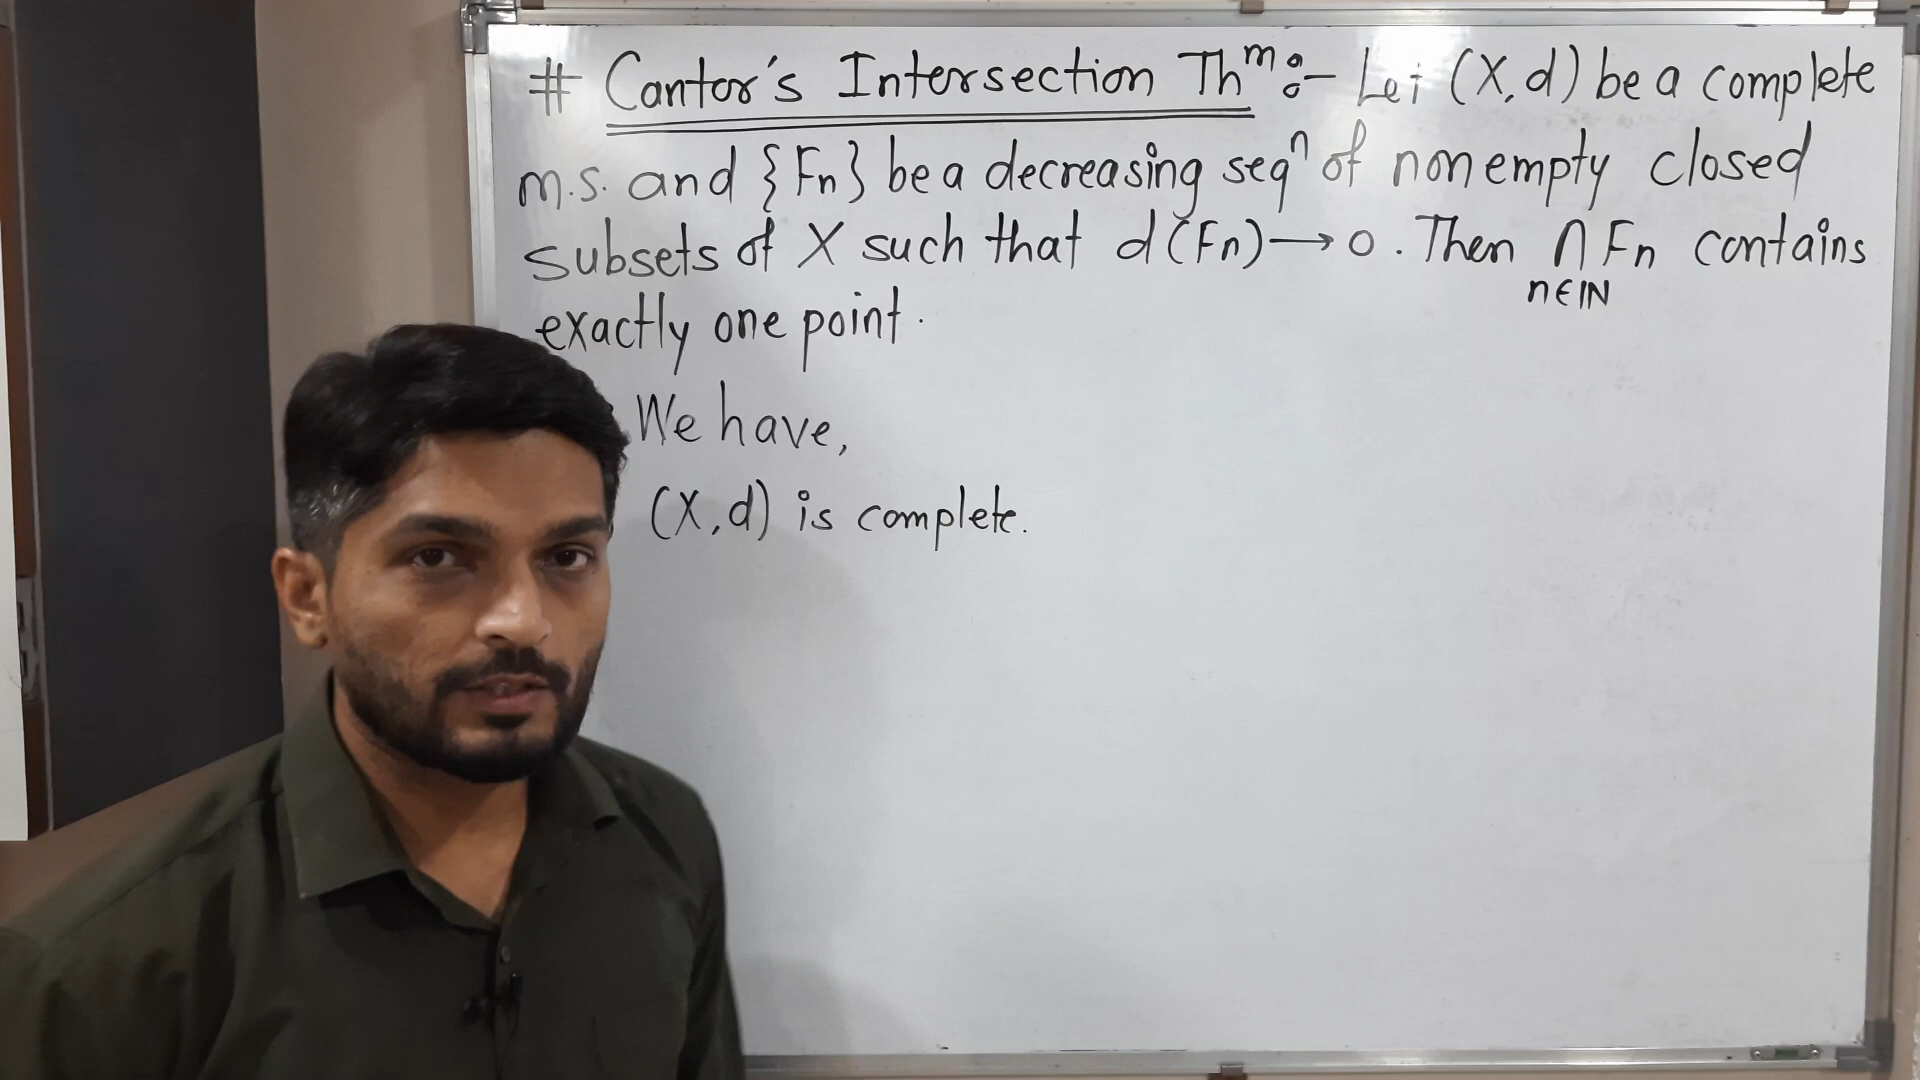 # Cantor's Intersection Thᵐ :- Let (X,d) be a complete
m.s. and {Fn} be a decreasing seqⁿ of nonempty closed
subsets of X such that d(Fn)→0. Then ∩ Fn contains
n∈ℕ
exactly one point.
We have,
(X,d) is complete.